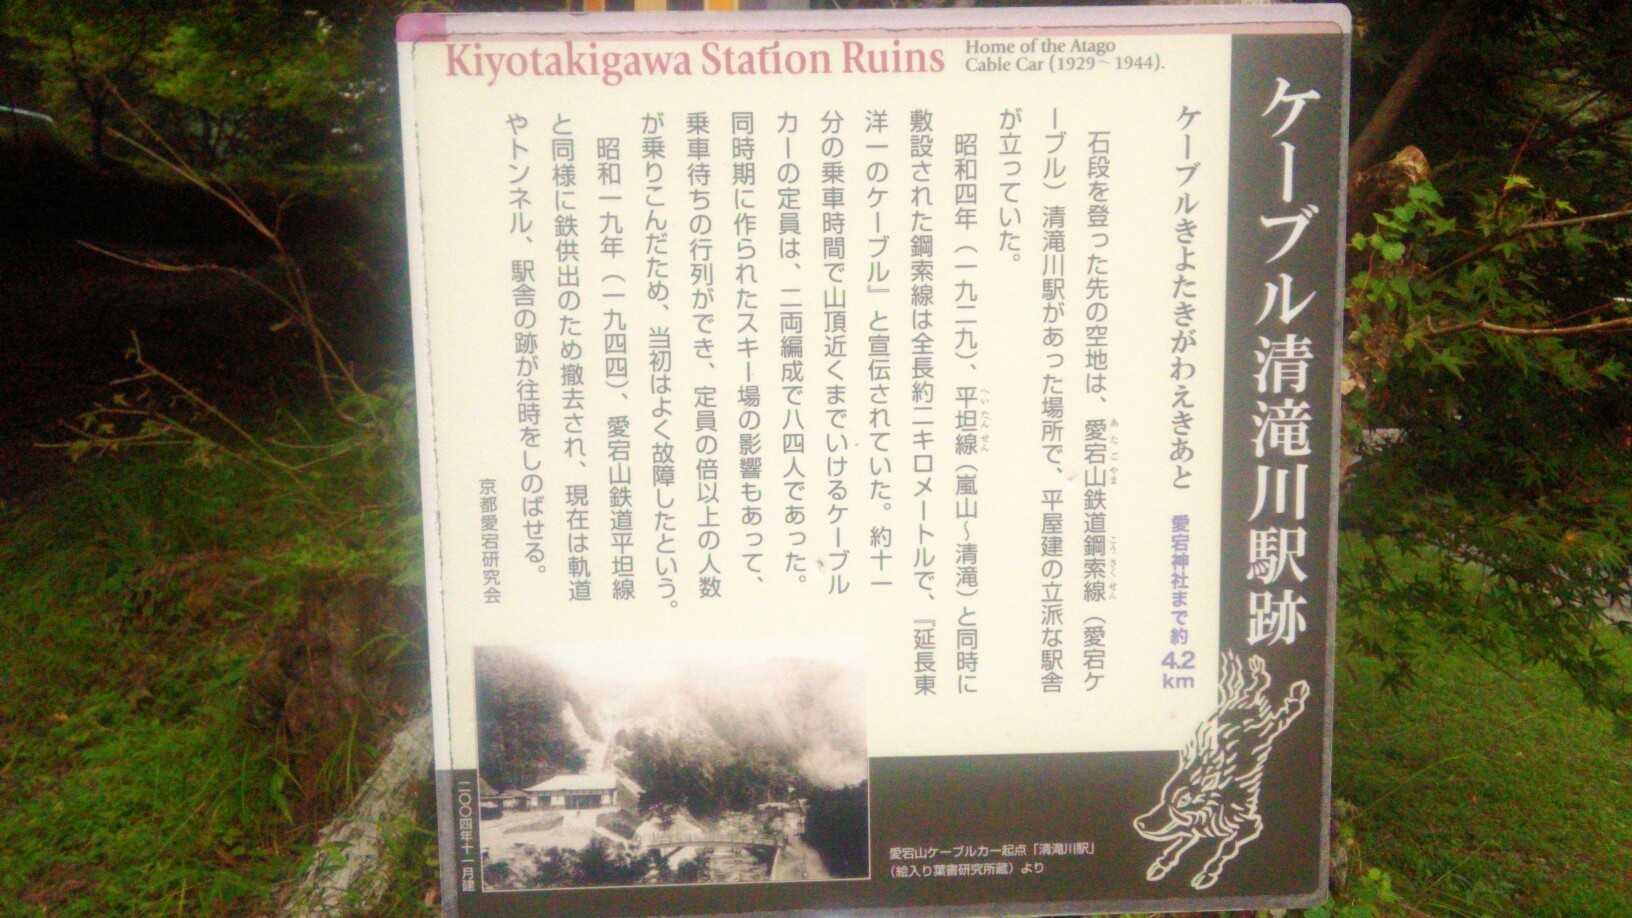 Kiyotakigawa Station Ruins
Home of the Atago
Cable Car (1929～1944).
ケーブル清滝川駅跡
ケーブルきよたきがわえきあと
愛宕神社まで約4.2km
石段を登った先の空地は、愛宕山鉄道鋼索線（愛宕ケ
あたごやま
こうさくせん
ーブル）清滝川駅があった場所で、平屋建の立派な駅舎
が立っていた。
昭和四年（一九二九）、平坦線（嵐山～清滝）と同時に
へいたんせん
敷設された鋼索線は全長約二キロメートルで、『延長東
洋一のケーブル』と宣伝されていた。約十一
分の乗車時間で山頂近くまでいけるケーブル
カーの定員は、二両編成で八四人であった。
同時期に作られたスキー場の影響もあって、
乗車待ちの行列ができ、定員の倍以上の人数
が乗りこんだため、当初はよく故障したという。
昭和一九年（一九四四）、愛宕山鉄道平坦線
と同様に鉄供出のため撤去され、現在は軌道
やトンネル、駅舎の跡が往時をしのばせる。
京都愛宕研究会
愛宕山ケーブルカー起点「清滝川駅」
（絵入り葉書研究所蔵）より
二〇〇四年十一月建